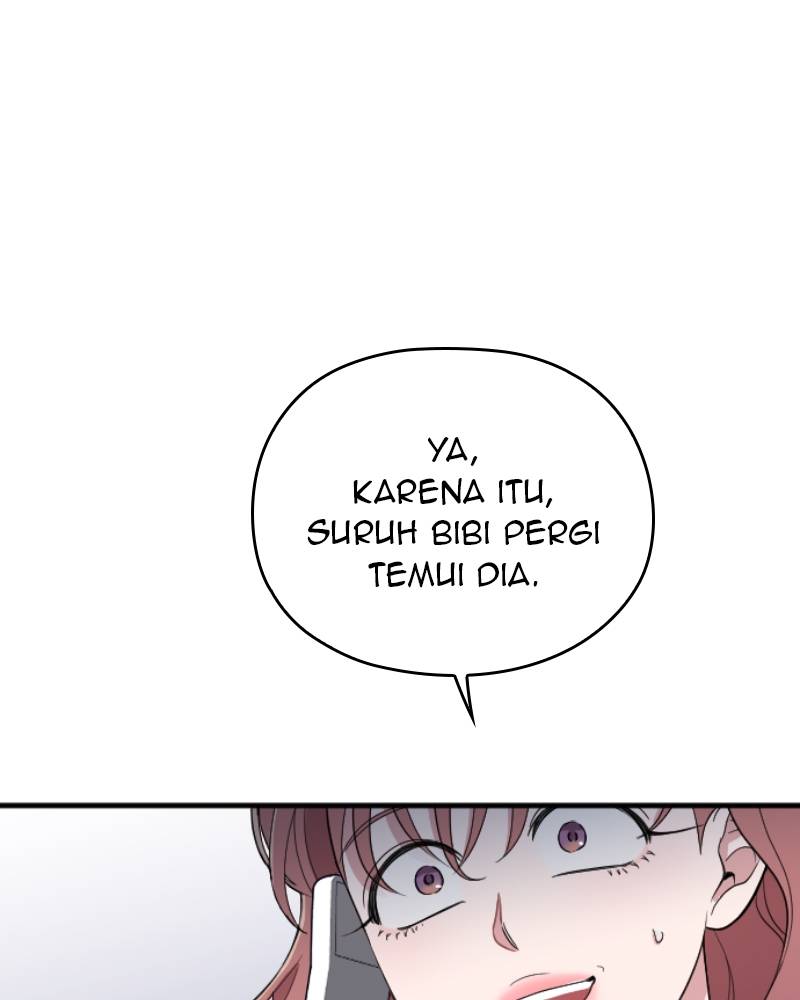 YA,
KARENA ITU,
SURUH BIBI PERGI
TEMUI DIA.